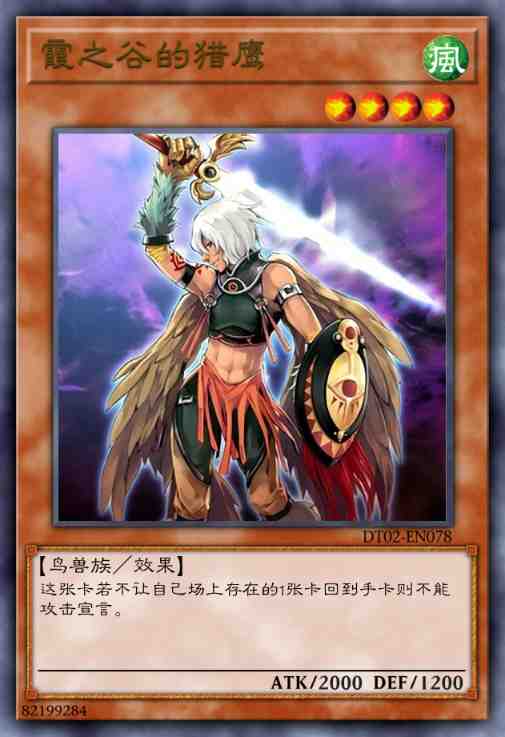 霞之谷的猎鹰
風
DT02-EN078
【鸟兽族／效果】
这张卡若不让自己场上存在的1张卡回到手卡则不能
攻击宣言。
ATK/2000 DEF/1200
82199284